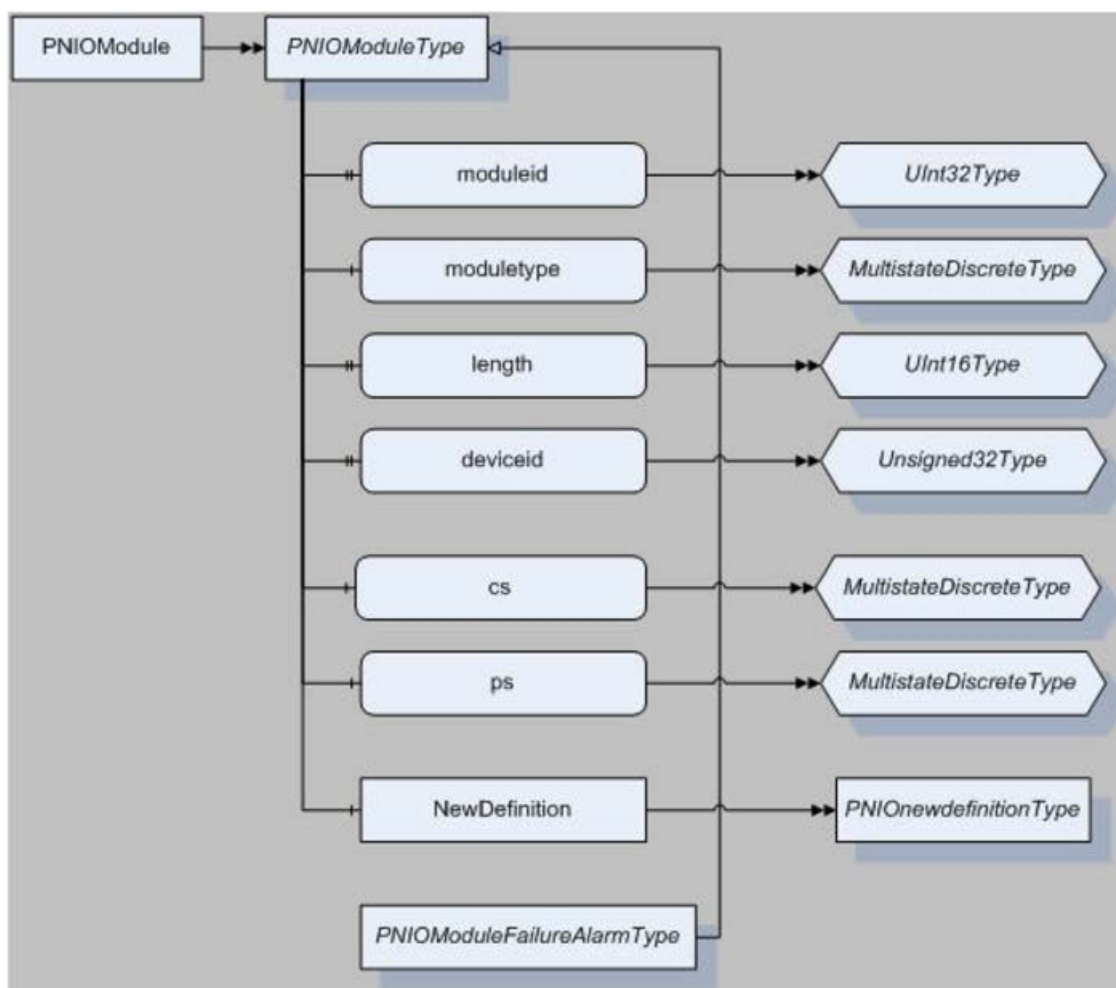 PNIOModule
PNIOModuleType
moduleid
UInt32Type
moduletype
MultistateDiscreteType
length
UInt16Type
deviceid
Unsigned32Type
cs
MultistateDiscreteType
ps
MultistateDiscreteType
NewDefinition
PNIOnewdefinitionType
PNIOModuleFailureAlarmType